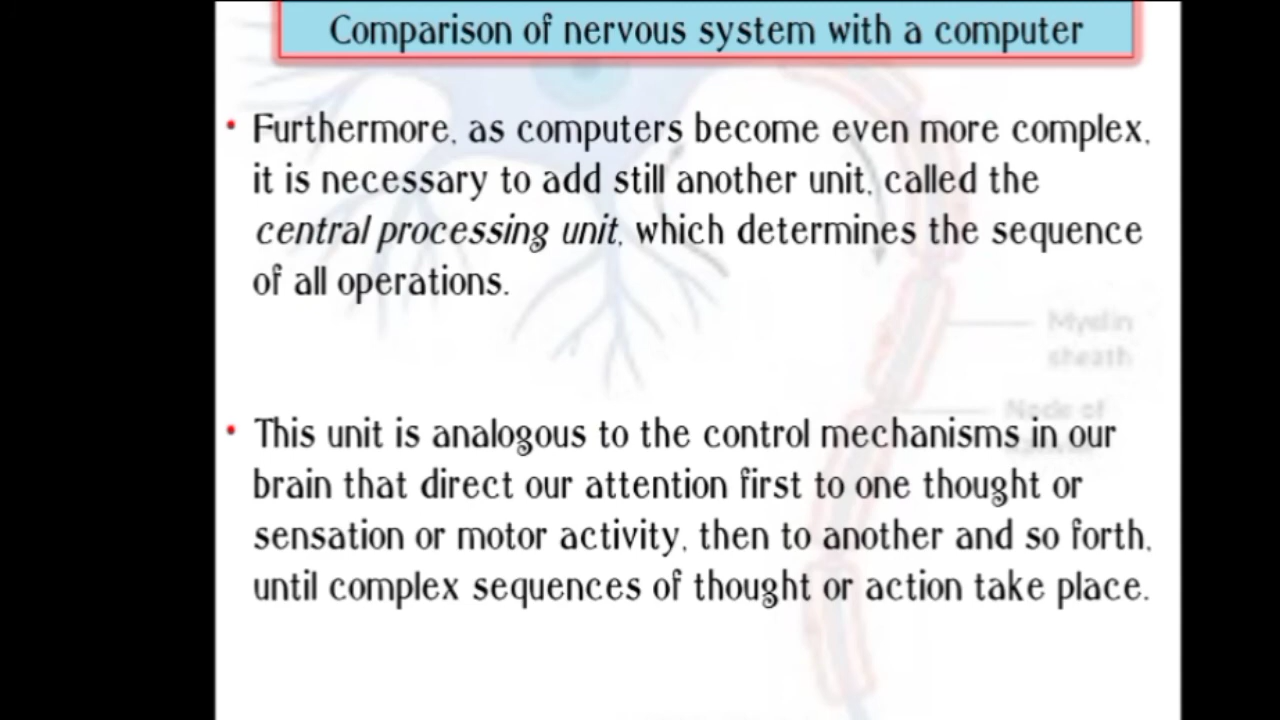 Comparison of nervous system with a computer
• Furthermore, as computers become even more complex,
it is necessary to add still another unit, called the
central processing unit, which determines the sequence
of all operations.
Myelin
sheath
Node of
• This unit is analogous to the control mechanisms in our
brain that direct our attention first to one thought or
sensation or motor activity, then to another and so forth,
until complex sequences of thought or action take place.